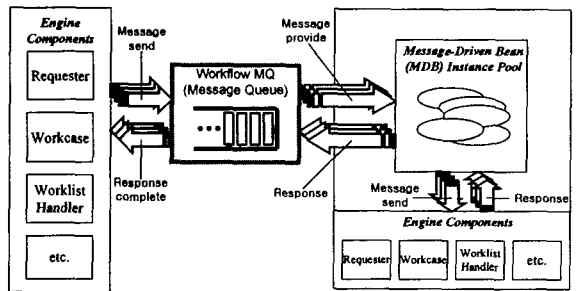 Engine
Components
Requester
Workcase
Worklist
Handler
etc.
Message
send
Response
complete
Workflow MQ
(Message Queue)
Message
provide
Response
Message-Driven Bean
(MDB) Instance Pool
Message
send
Response
Engine Components
Requester
Workcase
Worklist
Handler
etc.